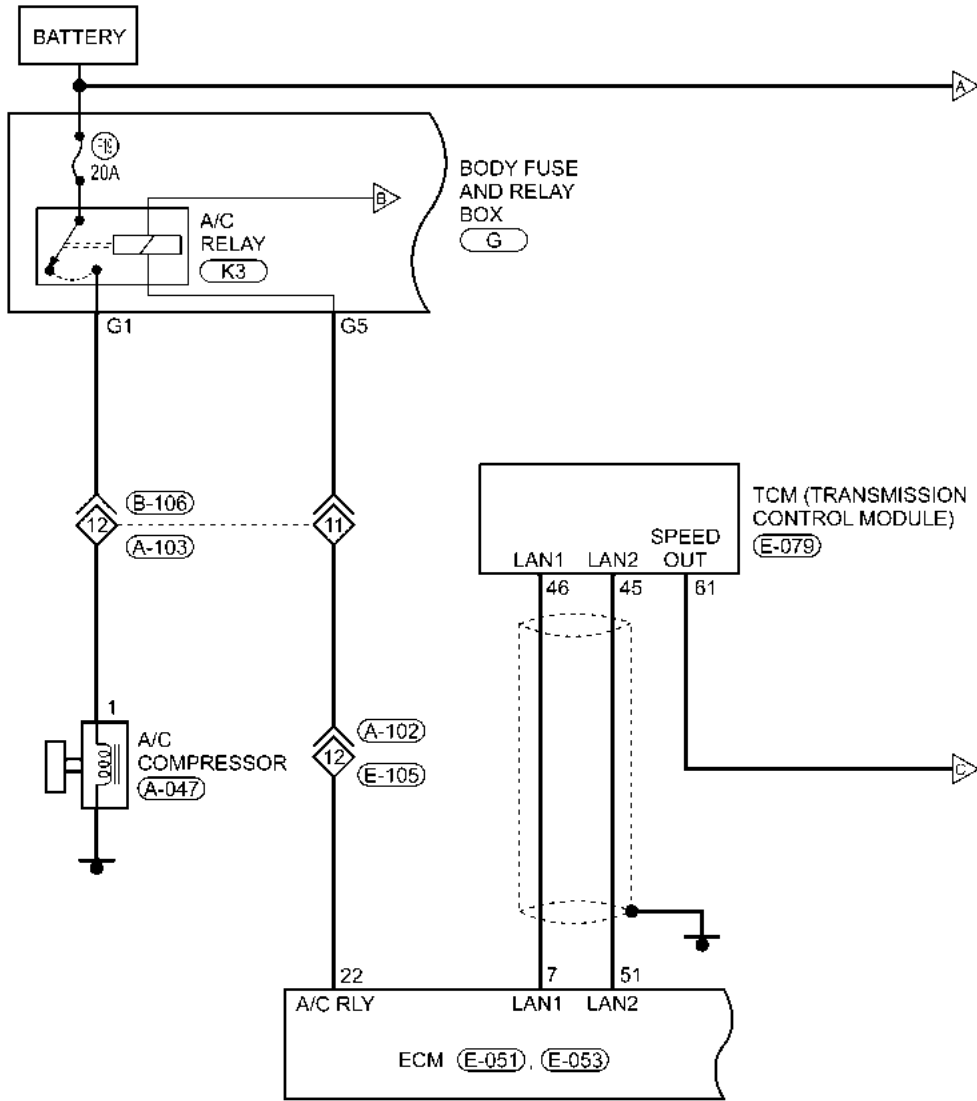 BATTERY
A
F19
20A
BODY FUSE
AND RELAY
BOX
G
B
A/C
RELAY
K3
G1
G5
B-106
12
11
A-103
TCM (TRANSMISSION
CONTROL MODULE)
E-079
SPEED
LAN1 LAN2 OUT
46 45 61
1
A/C
COMPRESSOR
A-047
A-102
12
E-105
C
22 7 51
A/C RLY LAN1 LAN2
ECM E-051, E-053